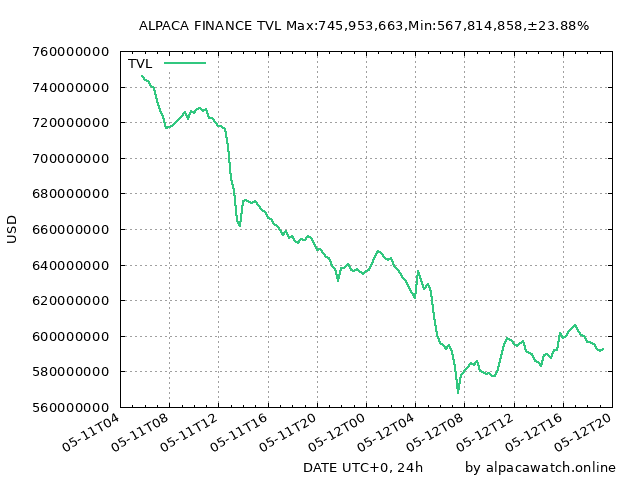 ALPACA FINANCE TVL Max:745,953,663,Min:567,814,858,±23.88%
760000000
TVL
740000000
720000000
700000000
680000000
660000000
640000000
620000000
600000000
580000000
560000000
USD
05-11T04
05-11T08
05-11T12
05-11T16
05-11T20
05-12T00
05-12T04
05-12T08
05-12T12
05-12T16
05-12T20
DATE UTC+0, 24h
by alpacawatch.online